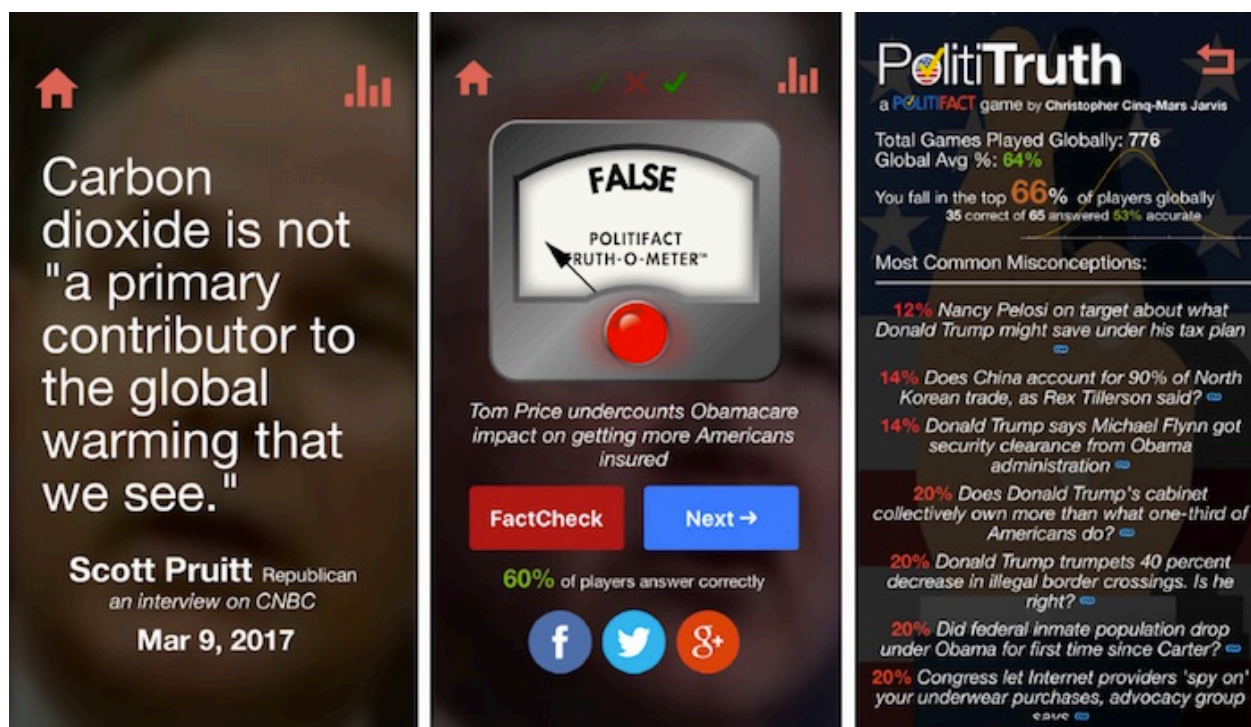 Carbon
dioxide is not
"a primary
contributor to
the global
warming that
we see."
Scott Pruitt Republican
an interview on CNBC
Mar 9, 2017
FALSE
POLITIFACT
TRUTH-O-METER™
Tom Price undercounts Obamacare
impact on getting more Americans
insured
FactCheck
Next →
60% of players answer correctly
f
g+
PolitiTruth
a POLITIFACT game by Christopher Cinq-Mars Jarvis
Total Games Played Globally: 776
Global Avg %: 64%
You fall in the top 66% of players globally
35 correct of 65 answered 53% accurate
Most Common Misconceptions:
12% Nancy Pelosi on target about what
Donald Trump might save under his tax plan
14% Does China account for 90% of North
Korean trade, as Rex Tillerson said?
14% Donald Trump says Michael Flynn got
security clearance from Obama
administration
20% Does Donald Trump's cabinet
collectively own more than what one-third of
Americans do?
20% Donald Trump trumpets 40 percent
decrease in illegal border crossings. Is he
right?
20% Did federal inmate population drop
under Obama for first time since Carter?
20% Congress let Internet providers 'spy on'
your underwear purchases, advocacy group
says